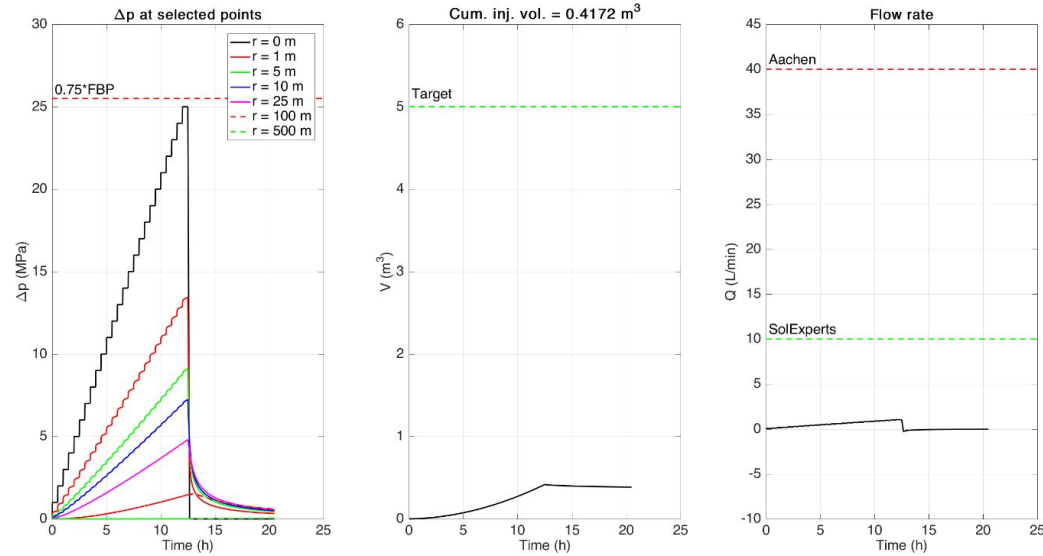 Δp at selected points
30
25
20
15
10
5
0
0 5 10 15 20 25
Δp (MPa)
Time (h)
0.75*FBP
r = 0 m
r = 1 m
r = 5 m
r = 10 m
r = 25 m
r = 100 m
r = 500 m
Cum. inj. vol. = 0.4172 m³
6
5
4
3
2
1
0
0 5 10 15 20 25
V (m³)
Time (h)
Target
Flow rate
45
40
35
30
25
20
15
10
5
0
-5
-10
0 5 10 15 20 25
Q (L/min)
Time (h)
Aachen
SolExperts